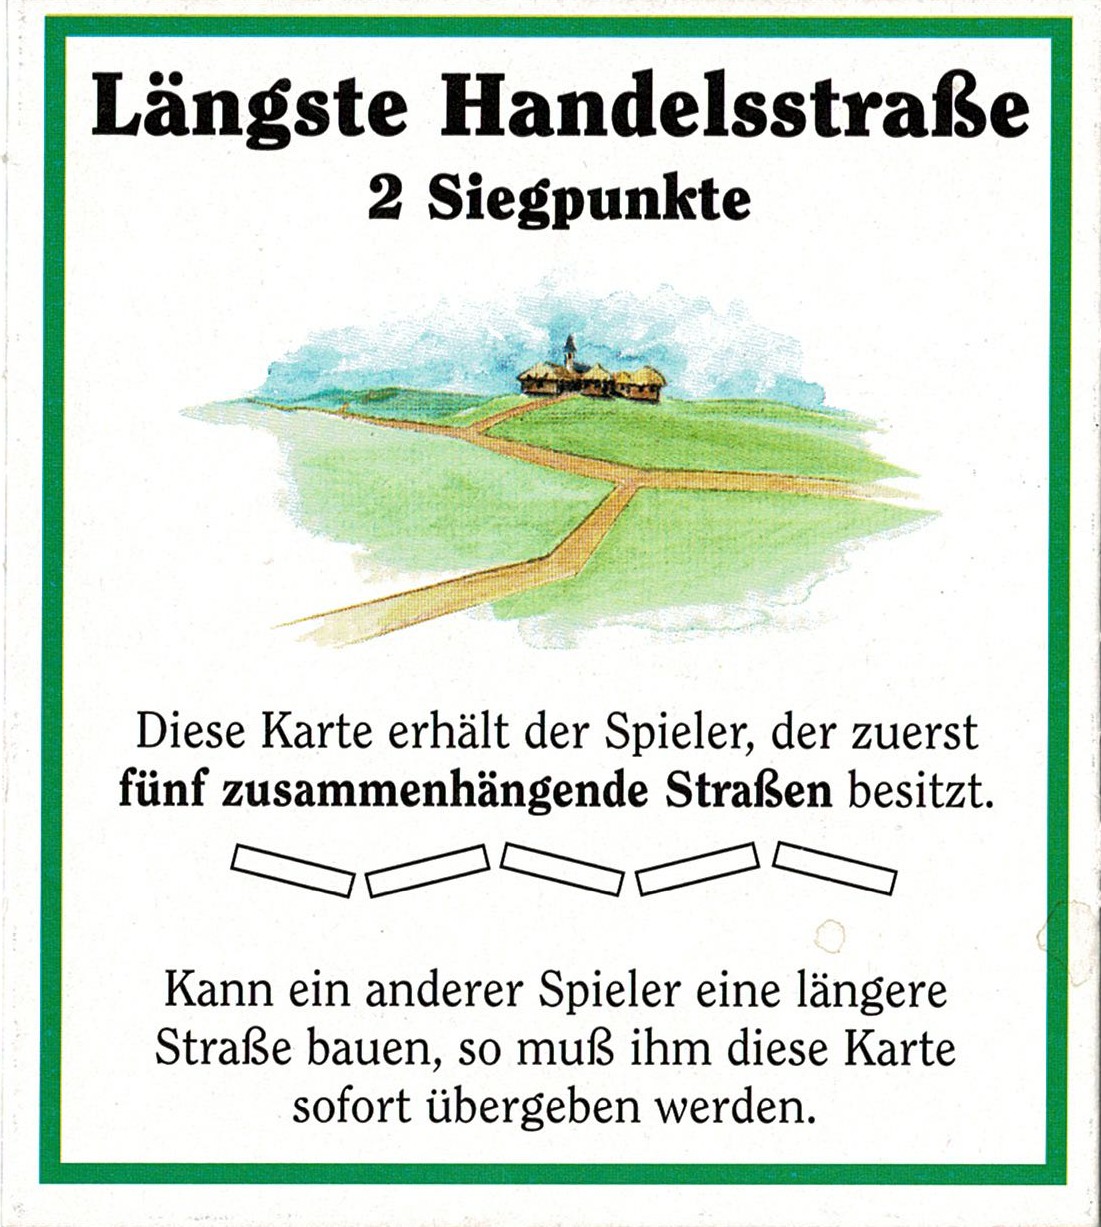 Längste Handelsstraße
2 Siegpunkte
Diese Karte erhält der Spieler, der zuerst
fünf zusammenhängende Straßen besitzt.
Kann ein anderer Spieler eine längere
Straße bauen, so muß ihm diese Karte
sofort übergeben werden.